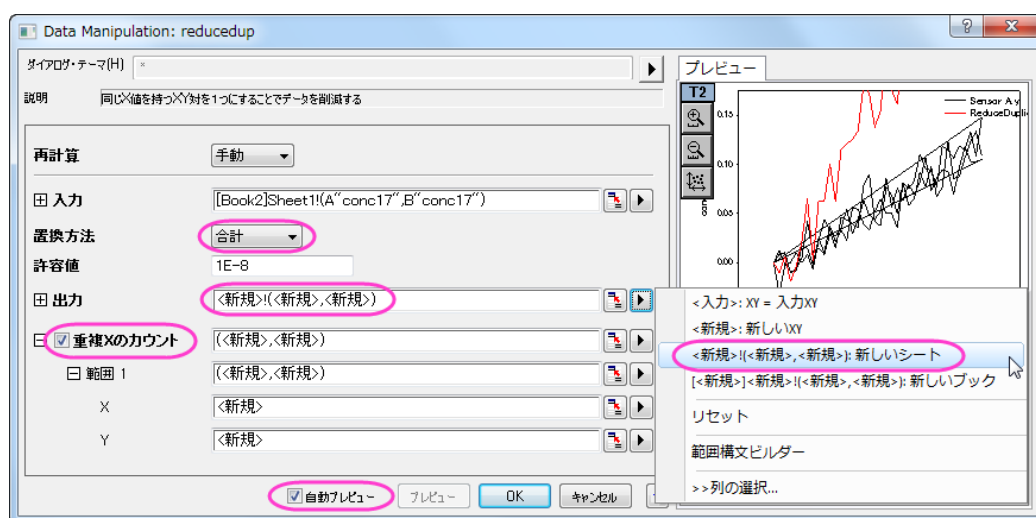 Data Manipulation: reducedup
ダイアログ・テーマ(H) *
説明 同じX値を持つXY対を1つにすることでデータを削減する
再計算 手動
入力 [Book2]Sheet1!(A"conc17",B"conc17")
置換方法 合計
許容値 1E-8
出力 <新規>!(<新規>,<新規>)
重複Xのカウント (<新規>,<新規>)
範囲 1 (<新規>,<新規>)
X <新規>
Y <新規>
自動プレビュー プレビュー OK キャンセル
プレビュー
T2
Sensor A y
ReduceDupli
0.15
0.10
0.05
0.00
<入力>: XY = 入力XY
<新規>: 新しいXY
<新規>!(<新規>,<新規>): 新しいシート
[<新規>]<新規>!(<新規>,<新規>): 新しいブック
リセット
範囲構文ビルダー
>>列の選択...